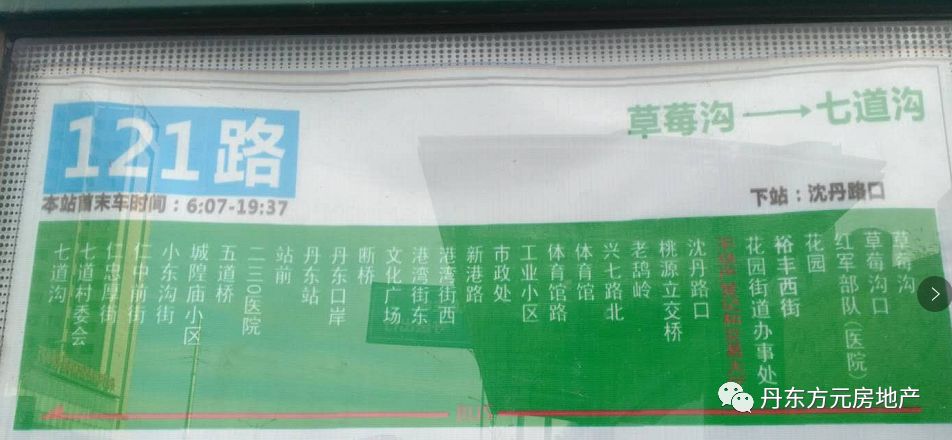 121路
草莓沟 → 七道沟
本站首末车时间：6:07-19:37
下站：沈丹路口
七道沟
七道村委会
仁忠厚街
仁中前街
小东沟街
城隍庙小区
五道桥
二三0医院
站前
丹东站
丹东口岸
断桥
文化广场
港湾街东
港湾街西
新港路
市政处
工业小区
体育馆路
体育馆
兴七路北
老鸹岭
桃源立交桥
沈丹路口
花园街道办事处
裕丰西街
花园
红军部队(医院)
草莓沟口
草莓沟
BUS
丹东方元房地产